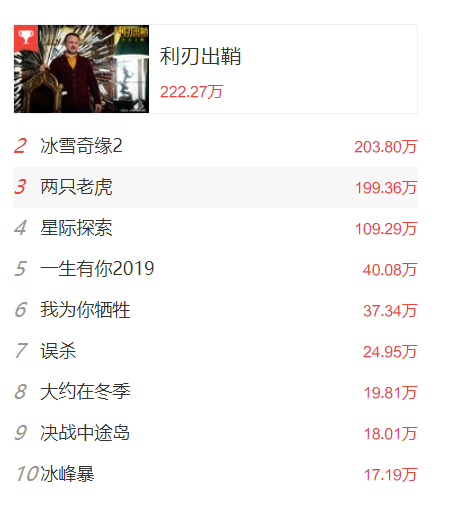 利刃出鞘
利刃出鞘
222.27万
2 冰雪奇缘2 203.80万
3 两只老虎 199.36万
4 星际探索 109.29万
5 一生有你2019 40.08万
6 我为你牺牲 37.34万
7 误杀 24.95万
8 大约在冬季 19.81万
9 决战中途岛 18.01万
10 冰峰暴 17.19万